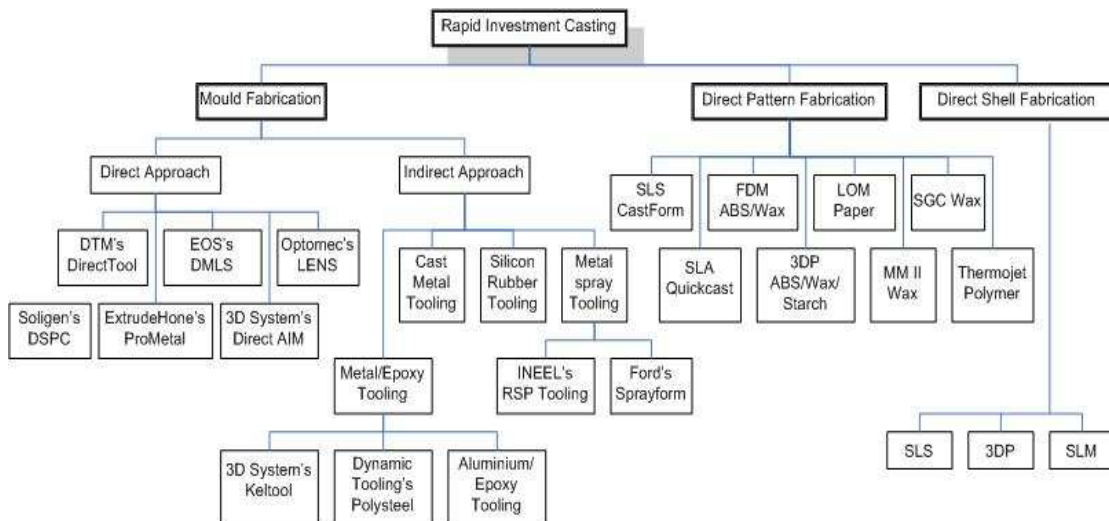 Rapid Investment Casting
Mould Fabrication
Direct Pattern Fabrication
Direct Shell Fabrication
Direct Approach
Indirect Approach
DTM's
DirectTool
EOS's
DMLS
Optomec's
LENS
Soligen's
DSPC
ExtrudeHone's
ProMetal
3D System's
Direct AIM
Cast
Metal
Tooling
Silicon
Rubber
Tooling
Metal
spray
Tooling
Metal/Epoxy
Tooling
INEEL's
RSP Tooling
Ford's
Sprayform
3D System's
Keltool
Dynamic
Tooling's
Polysteel
Aluminium/
Epoxy
Tooling
SLS
CastForm
FDM
ABS/Wax
LOM
Paper
SGC Wax
SLA
Quickcast
3DP
ABS/Wax/
Starch
MM II
Wax
Thermojet
Polymer
SLS
3DP
SLM